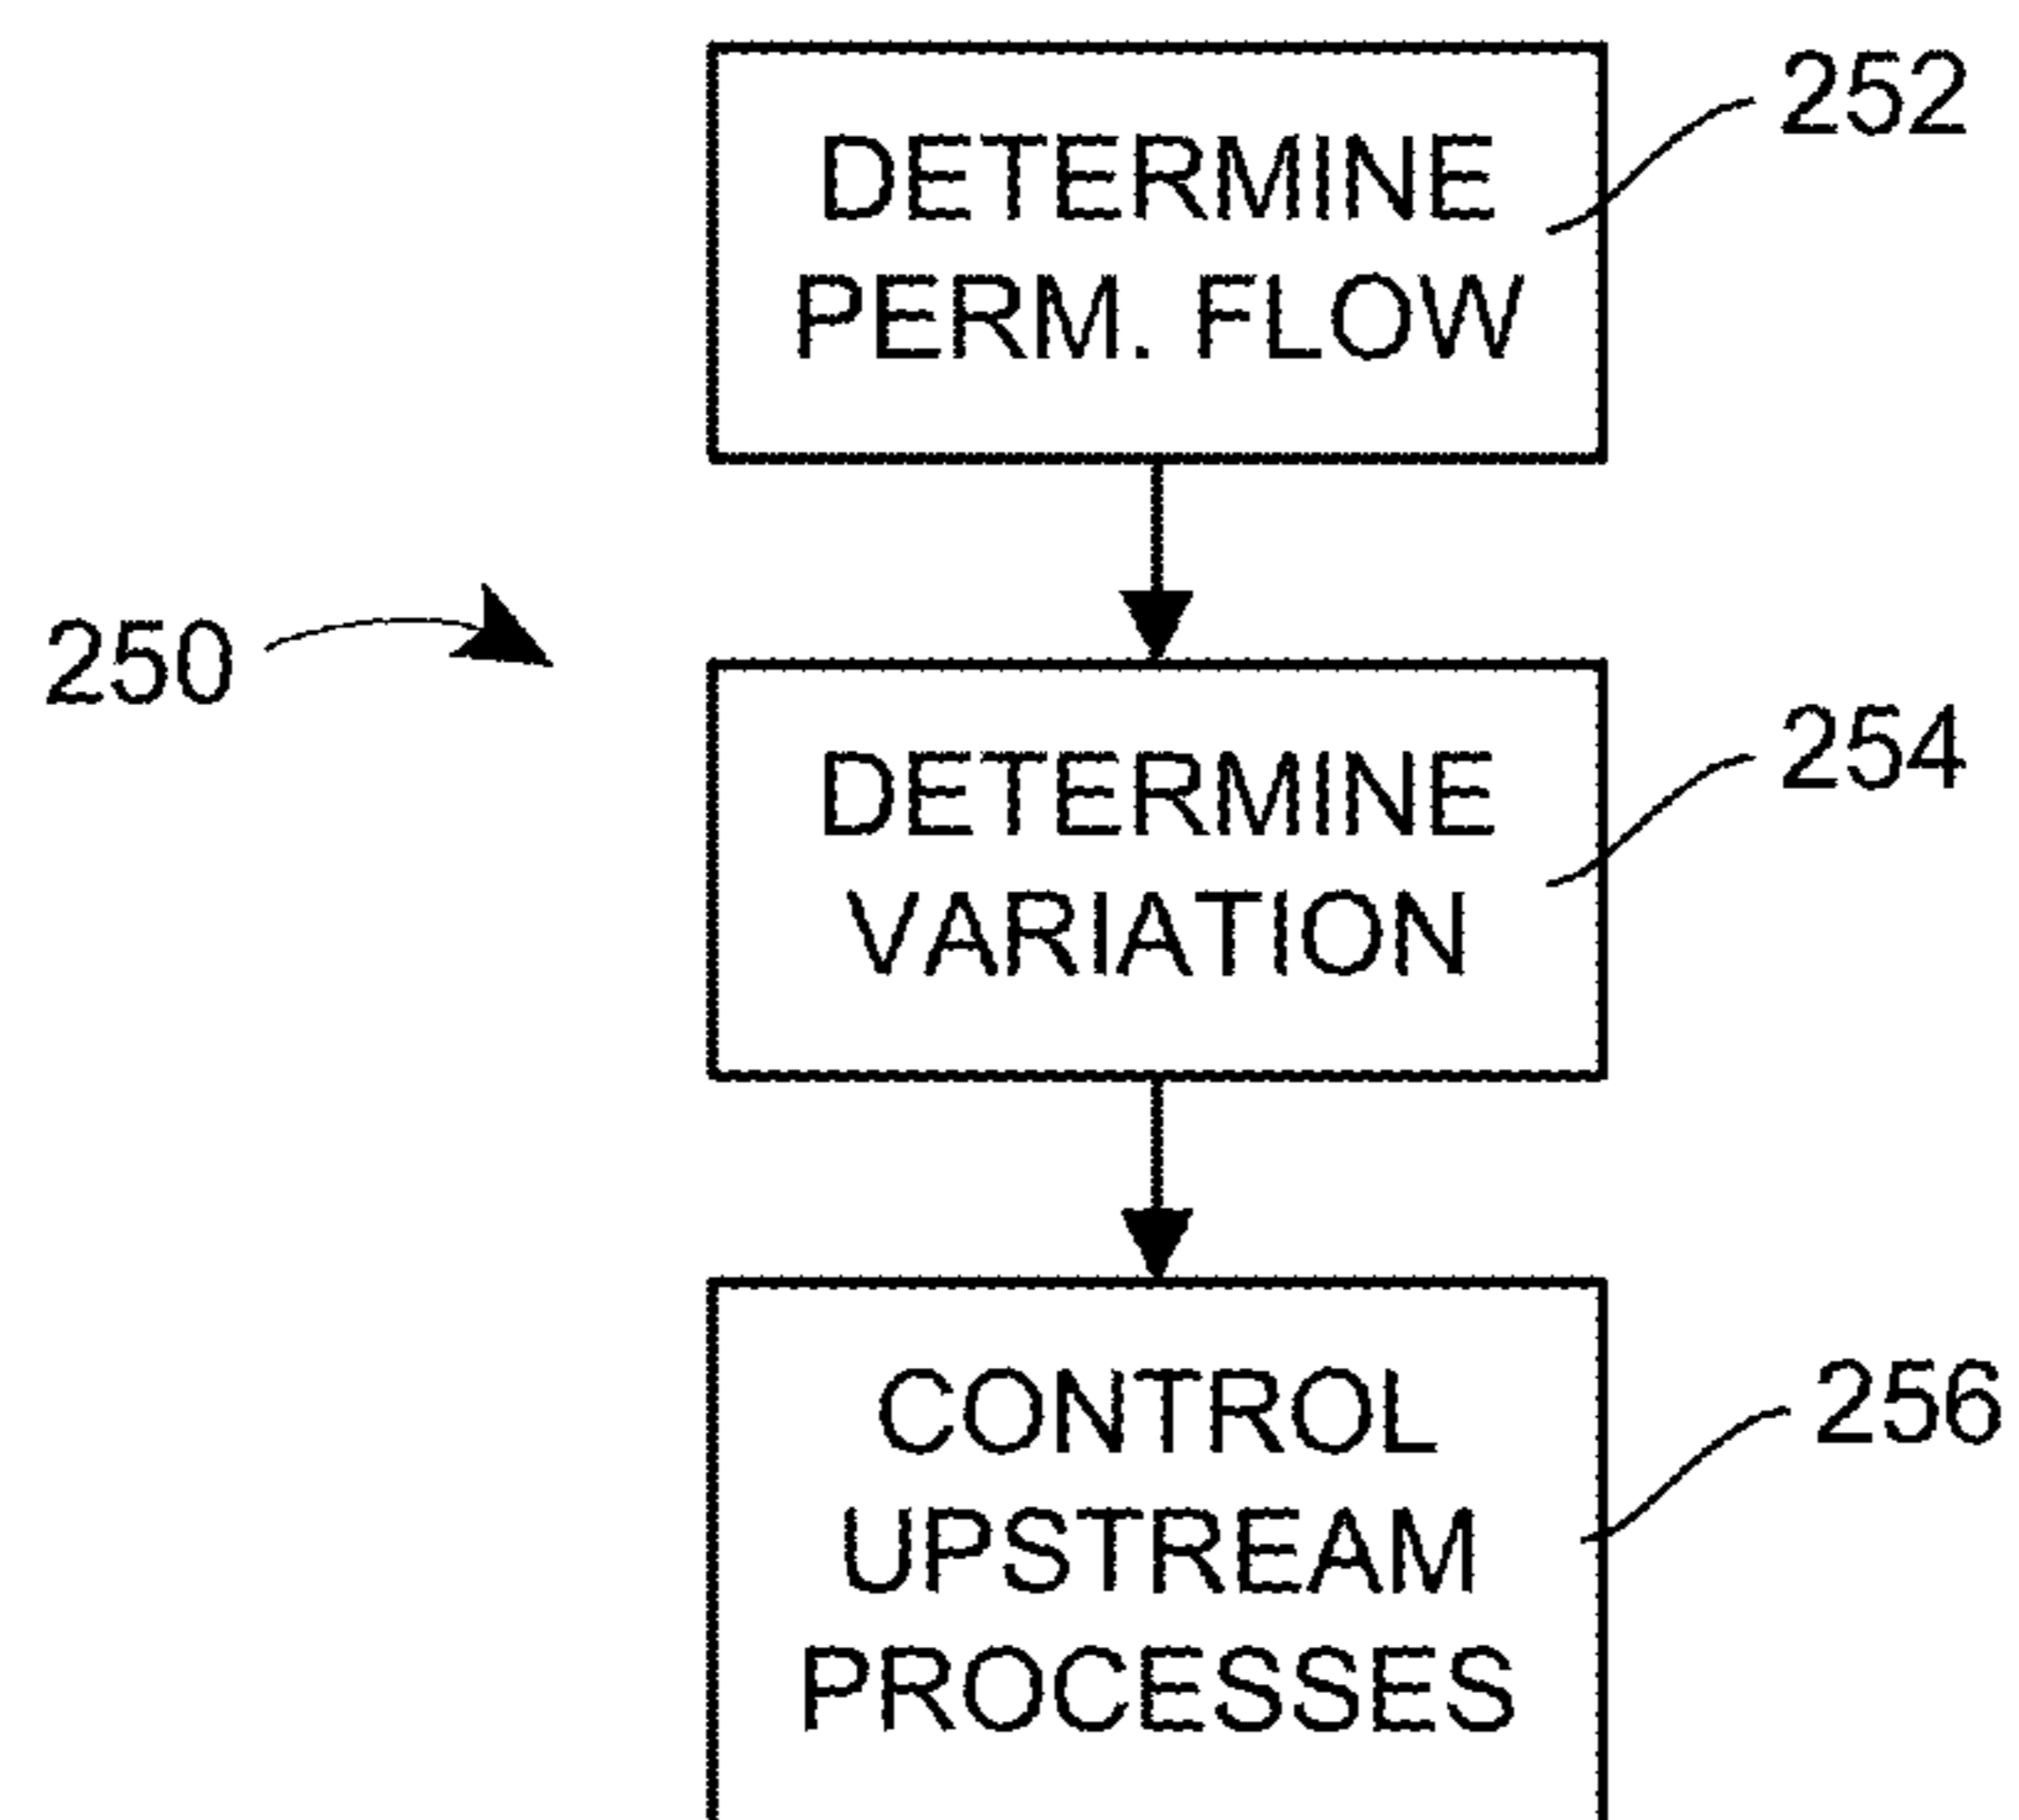 252
DETERMINE
PERM. FLOW
250
254
DETERMINE
VARIATION
256
CONTROL
UPSTREAM
PROCESSES